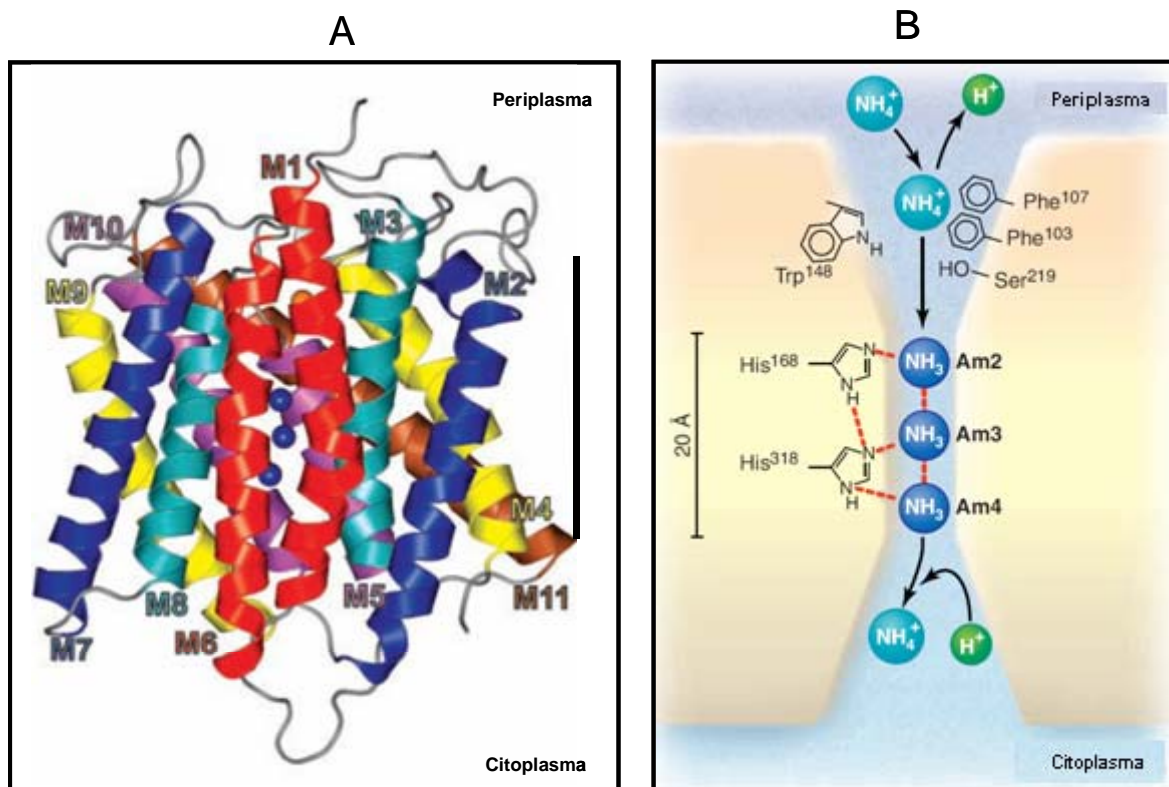 A
Periplasma
M1
M3
M10
M2
M9
M4
M8
M5
M11
M6
M7
Citoplasma
B
NH4+ H+
Periplasma
NH4+
Phe107
Phe103
Trp148
HO Ser219
N
H
His168
N
NH3 Am2
N
H
20 Å
NH3 Am3
His318
N
NH3 Am4
N
H
NH4+ H+
Citoplasma